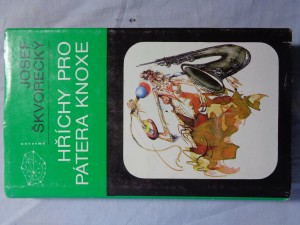 JOSEF
ŠKVORECKÝ
HŘÍCHY PRO
PÁTERA KNOXE